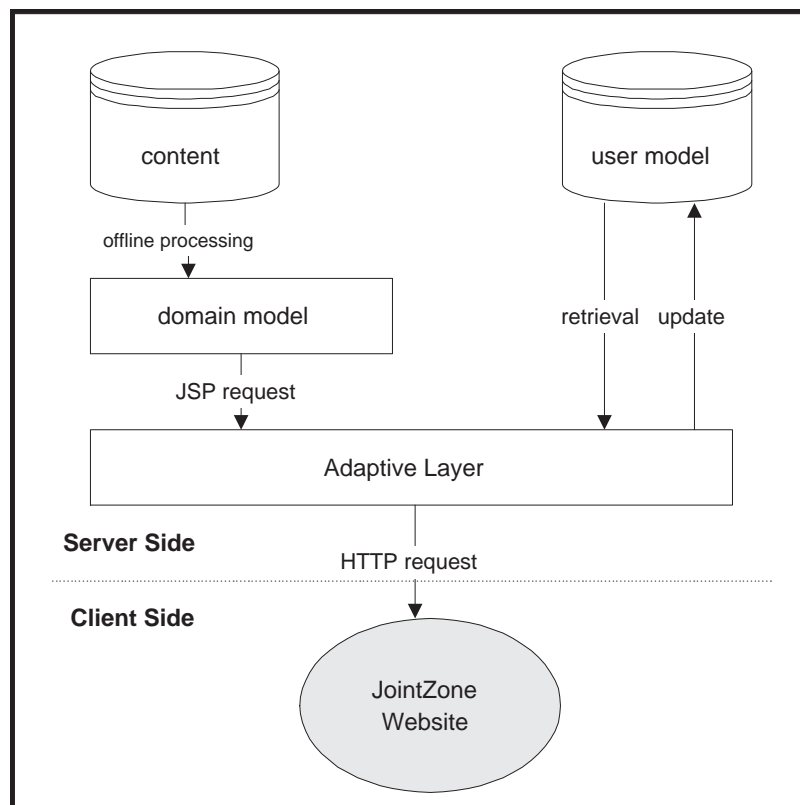 content
user model
offline processing
domain model
retrieval
update
JSP request
Adaptive Layer
Server Side
HTTP request
Client Side
JointZone
Website